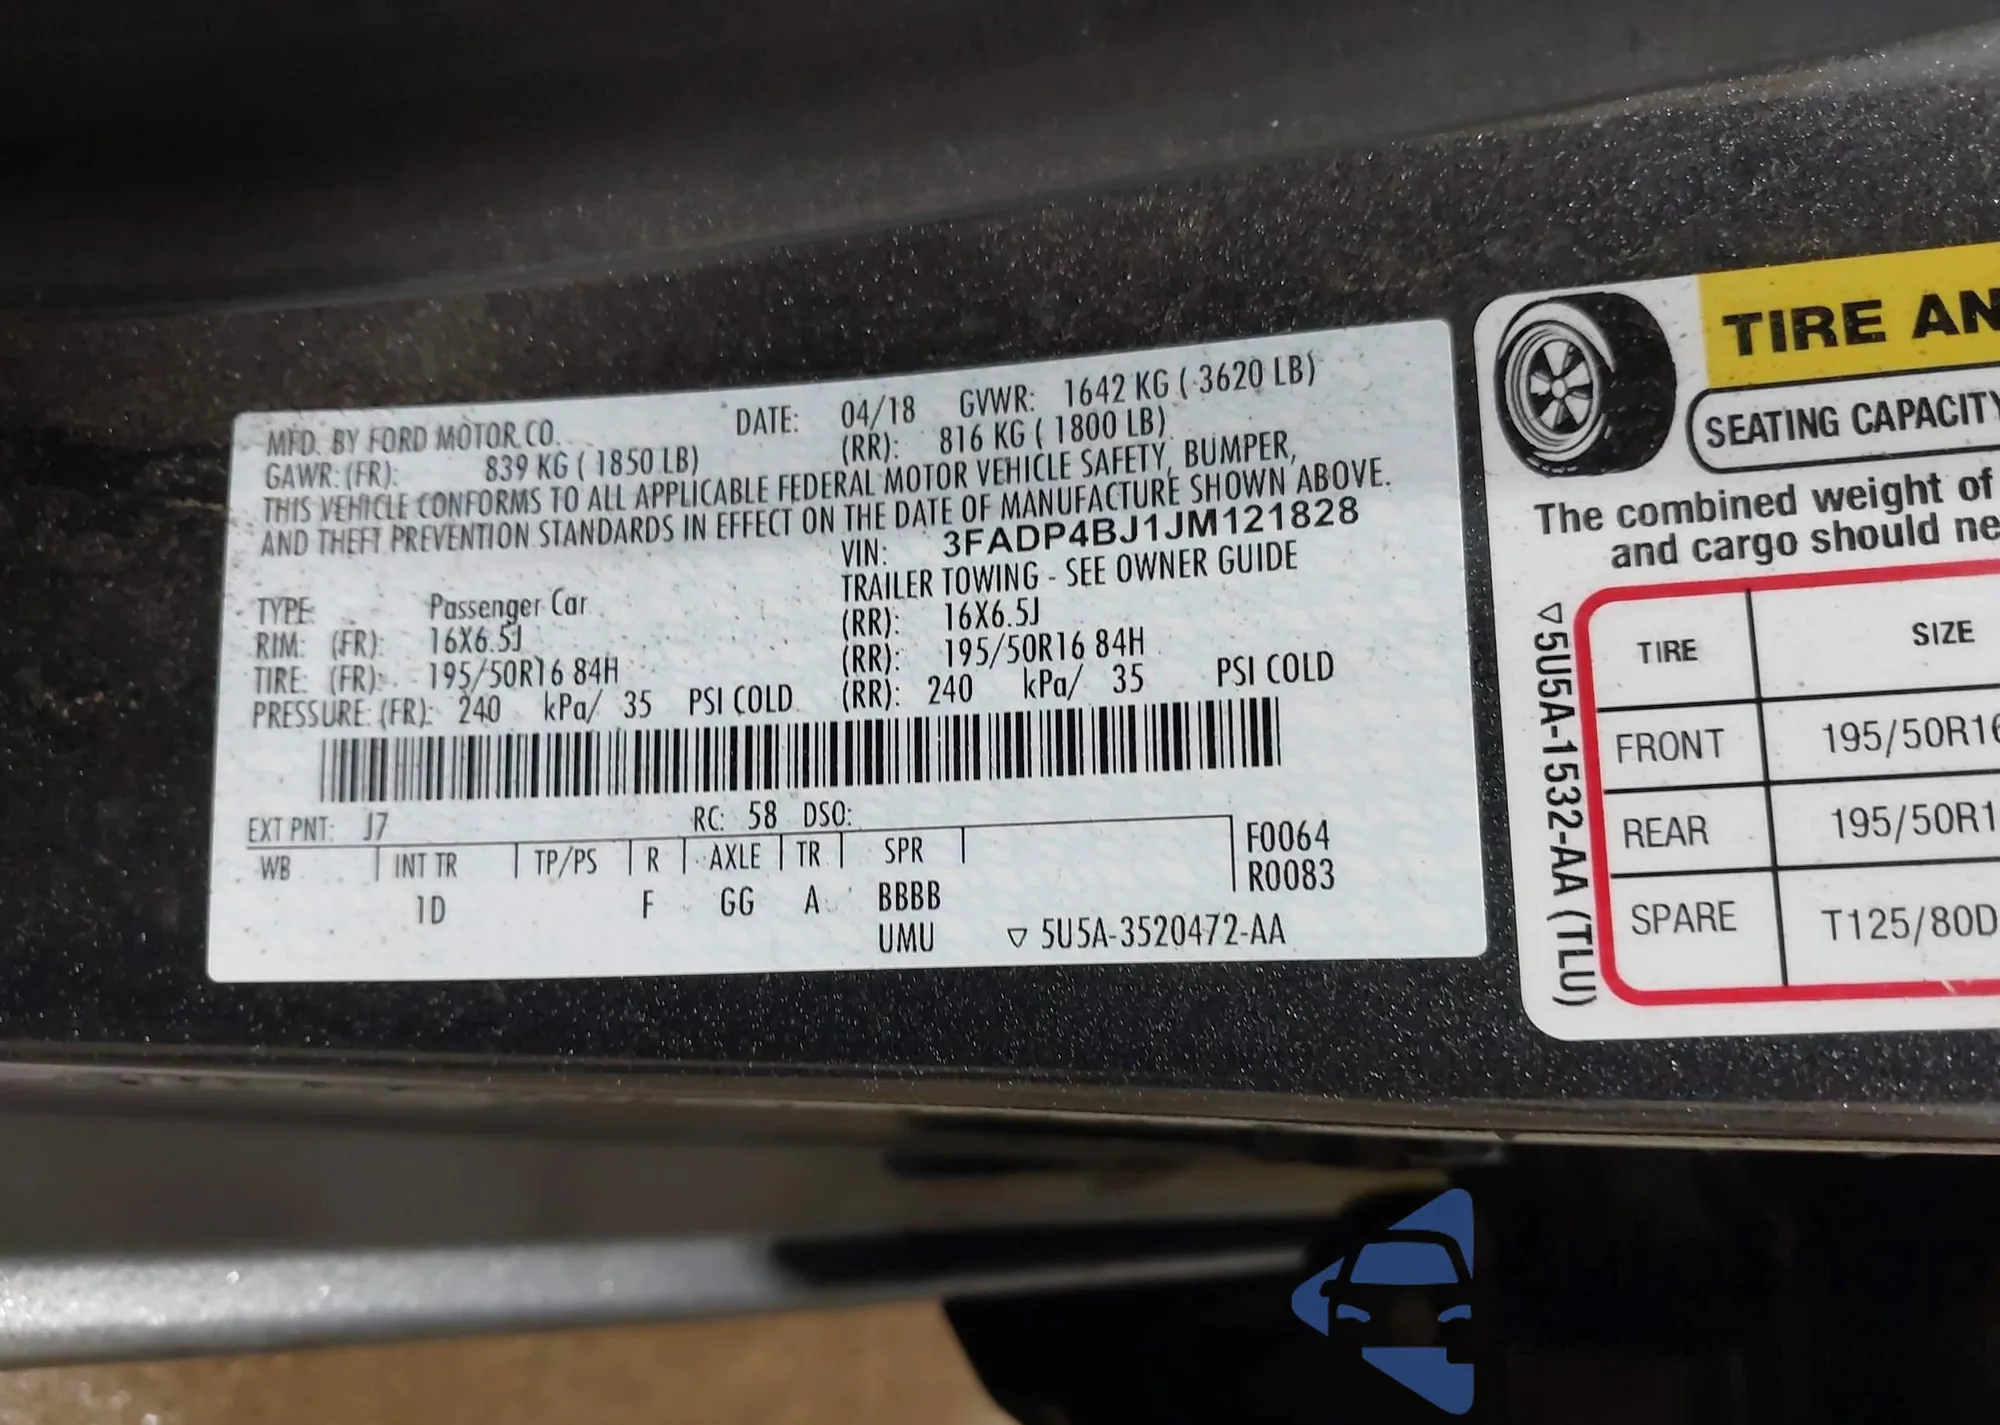 MFD. BY FORD MOTOR CO. DATE: 04/18 GVWR: 1642 KG ( 3620 LB)
GAWR: (FR): 839 KG ( 1850 LB) (RR): 816 KG ( 1800 LB)
THIS VEHICLE CONFORMS TO ALL APPLICABLE FEDERAL MOTOR VEHICLE SAFETY, BUMPER,
AND THEFT PREVENTION STANDARDS IN EFFECT ON THE DATE OF MANUFACTURE SHOWN ABOVE.
VIN: 3FADP4BJ1JM121828
TRAILER TOWING - SEE OWNER GUIDE
TYPE: Passenger Car
RIM: (FR): 16X6.5J (RR): 16X6.5J
TIRE: (FR): 195/50R16 84H (RR): 195/50R16 84H
PRESSURE: (FR): 240 kPa/ 35 PSI COLD (RR): 240 kPa/ 35 PSI COLD
EXT PNT: J7 RC: 58 DSO:
WB INT TR TP/PS R AXLE TR SPR F0064
R0083
1D F GG A BBBB
UMU ▽ 5U5A-3520472-AA
TIRE AN
SEATING CAPACITY
The combined weight of
and cargo should ne
▽5U5A-1532-AA (TLU)
TIRE SIZE
FRONT 195/50R16
REAR 195/50R1
SPARE T125/80D